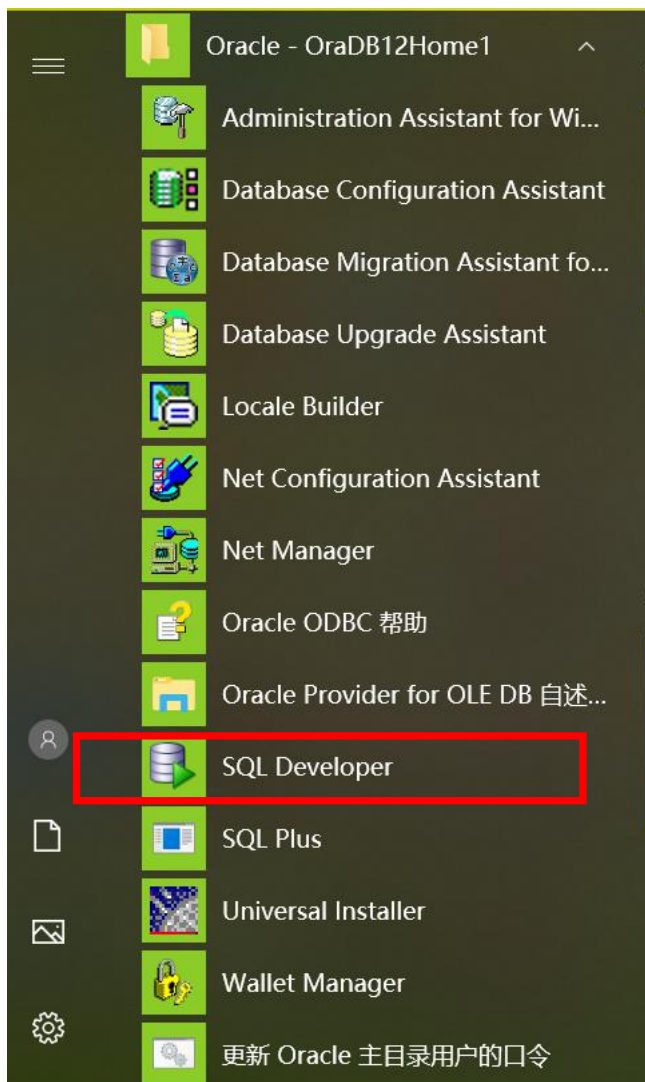 Oracle - OraDB12Home1
Administration Assistant for Wi...
Database Configuration Assistant
Database Migration Assistant fo...
Database Upgrade Assistant
Locale Builder
Net Configuration Assistant
Net Manager
Oracle ODBC 帮助
Oracle Provider for OLE DB 自述...
SQL Developer
SQL Plus
Universal Installer
Wallet Manager
更新 Oracle 主目录用户的口令